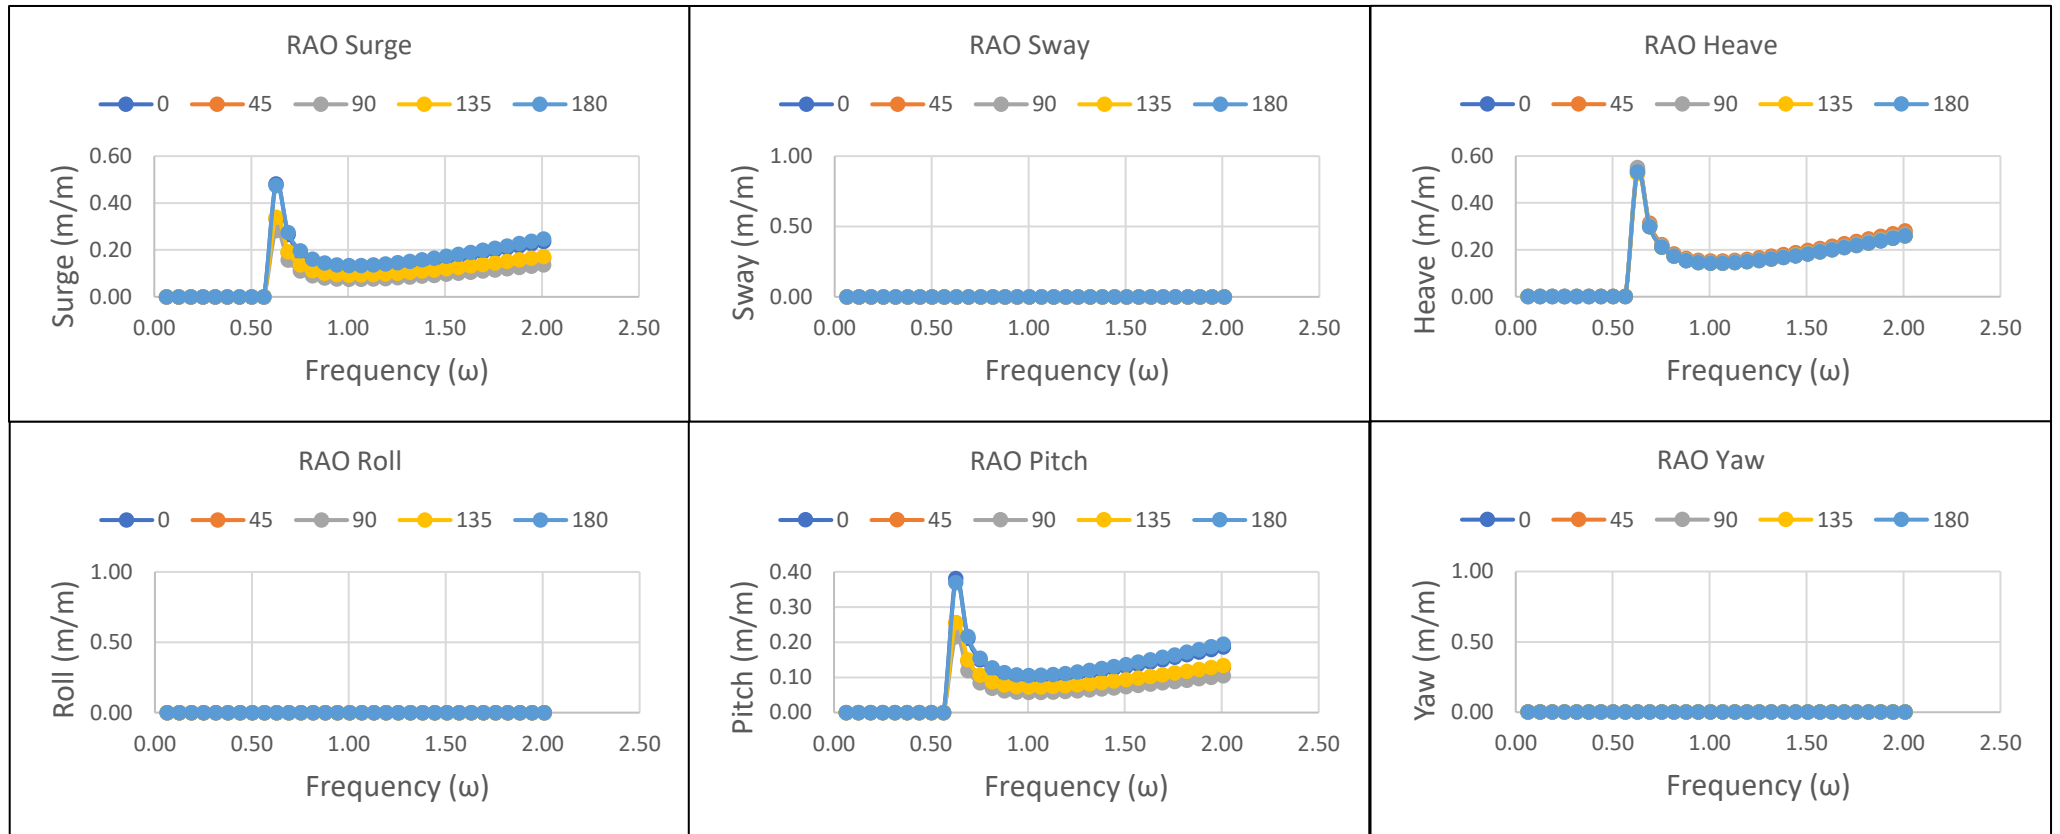 RAO Surge
0 45 90 135 180
0.60
0.40
0.20
0.00
0.00 0.50 1.00 1.50 2.00 2.50
Surge (m/m)
Frequency (ω)
RAO Sway
0 45 90 135 180
1.00
0.50
0.00
0.00 0.50 1.00 1.50 2.00 2.50
Sway (m/m)
Frequency (ω)
RAO Heave
0 45 90 135 180
0.60
0.40
0.20
0.00
0.00 0.50 1.00 1.50 2.00 2.50
Heave (m/m)
Frequency (ω)
RAO Roll
0 45 90 135 180
1.00
0.50
0.00
0.00 0.50 1.00 1.50 2.00 2.50
Roll (m/m)
Frequency (ω)
RAO Pitch
0 45 90 135 180
0.40
0.30
0.20
0.10
0.00
0.00 0.50 1.00 1.50 2.00 2.50
Pitch (m/m)
Frequency (ω)
RAO Yaw
0 45 90 135 180
1.00
0.50
0.00
0.00 0.50 1.00 1.50 2.00 2.50
Yaw (m/m)
Frequency (ω)